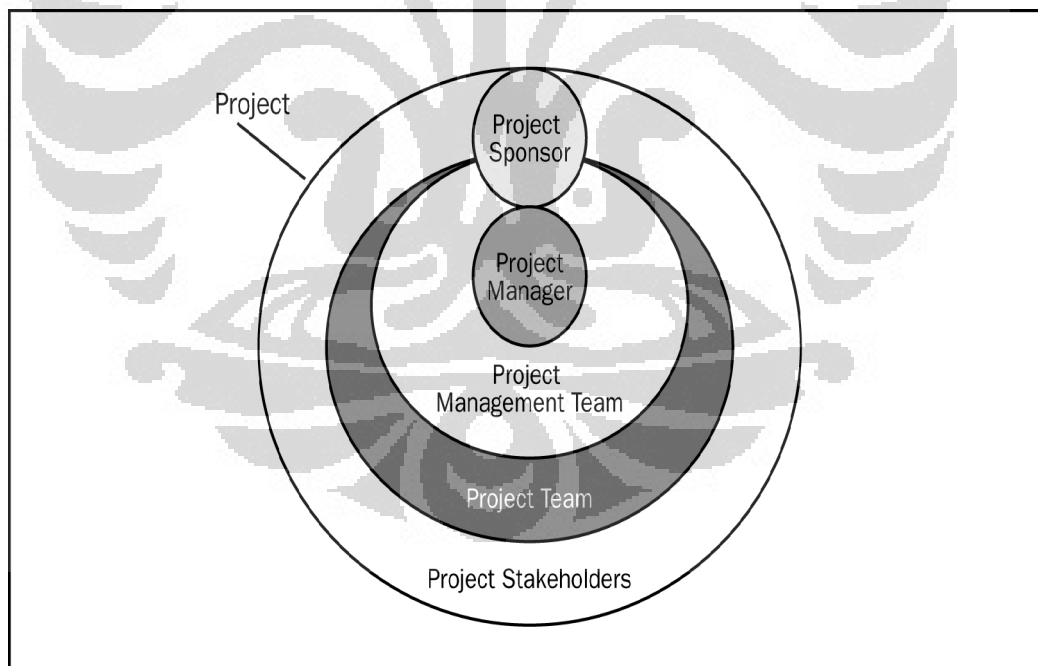 Project
Project
Sponsor
Project
Manager
Project
Management Team
Project Team
Project Stakeholders